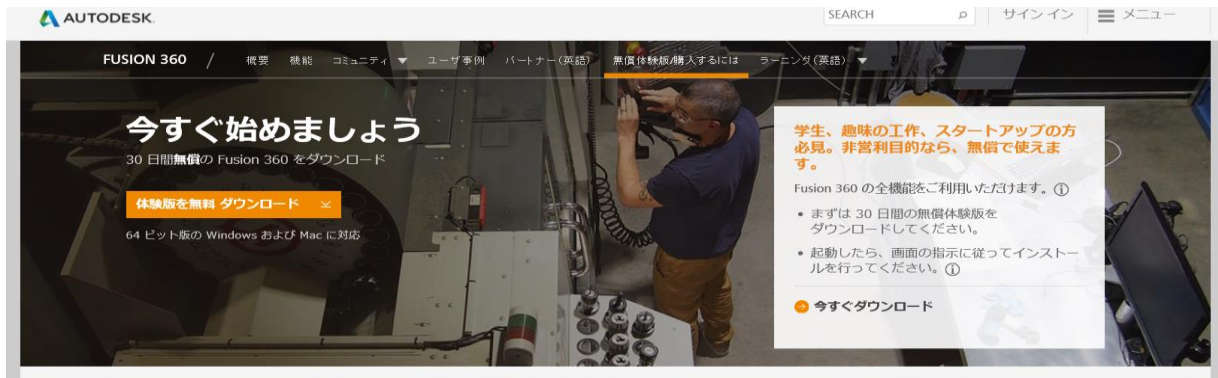 AUTODESK.
SEARCH
サイン イン
メニュー
FUSION 360 / 概要 機能 コミュニティ ▼ ユーザ事例 パートナー(英語) 無償体験版/購入するには ラーニング(英語) ▼
今すぐ始めましょう
30 日間無償の Fusion 360 をダウンロード
体験版を無料 ダウンロード
64 ビット版の Windows および Mac に対応
学生、趣味の工作、スタートアップの方
必見。非営利目的なら、無償で使えま
す。
Fusion 360 の全機能をご利用いただけます。ⓘ
• まずは 30 日間の無償体験版を
ダウンロードしてください。
• 起動したら、画面の指示に従ってインストー
ルを行ってください。ⓘ
今すぐダウンロード